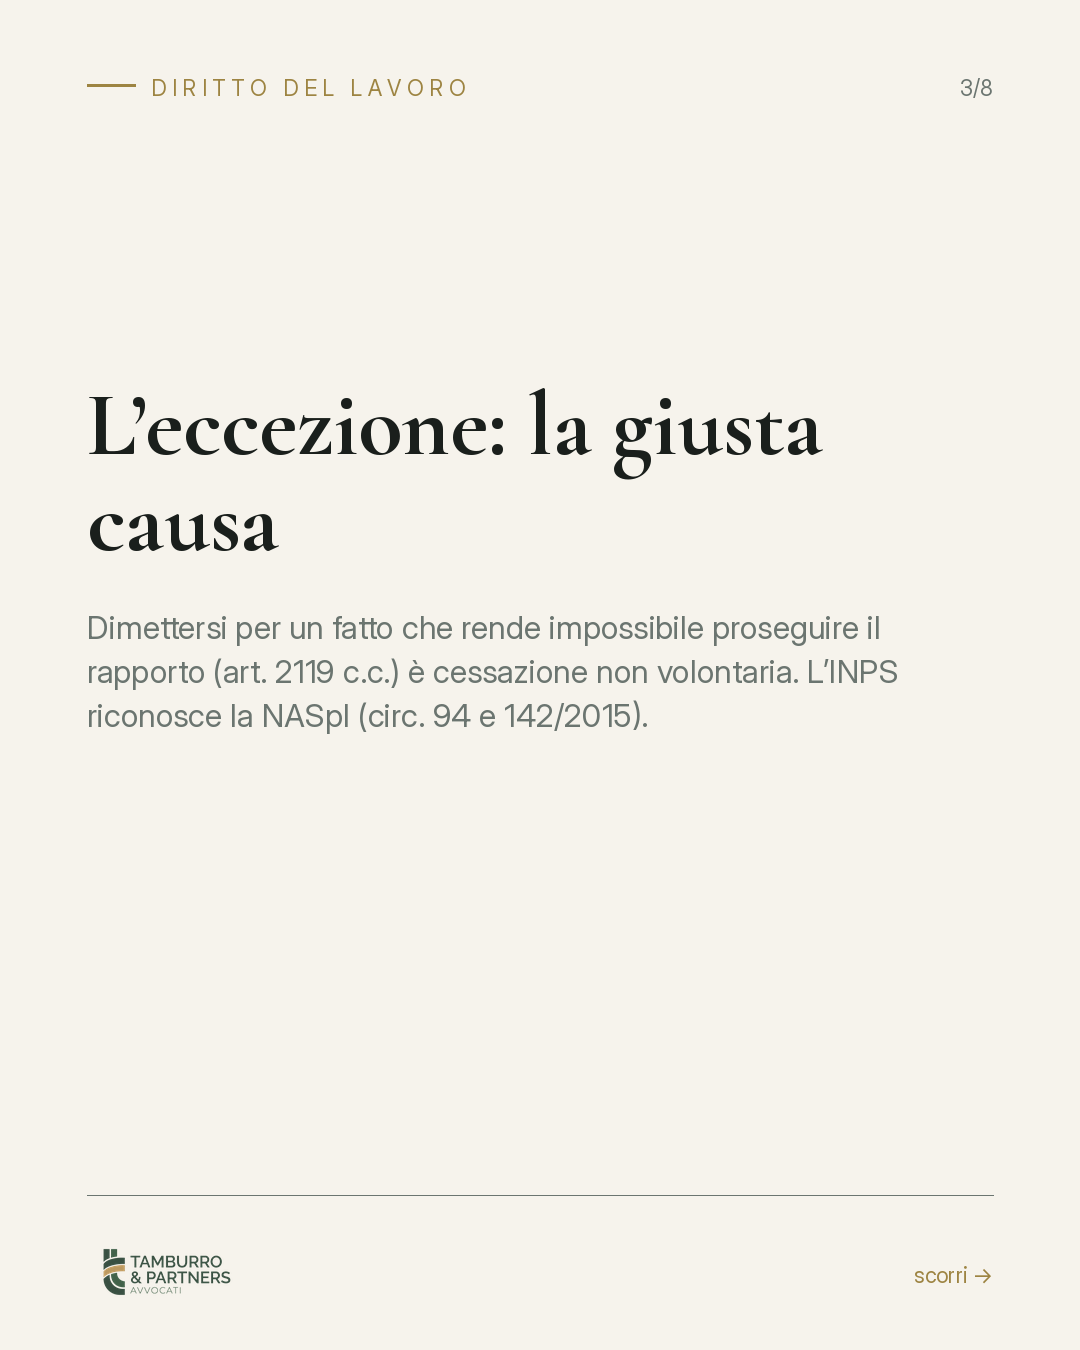 DIRITTO DEL LAVORO
3/8
L’eccezione: la giusta
causa
Dimettersi per un fatto che rende impossibile proseguire il
rapporto (art. 2119 c.c.) è cessazione non volontaria. L’INPS
riconosce la NASpI (circ. 94 e 142/2015).
TAMBURRO
& PARTNERS
AVVOCATI
scorri →